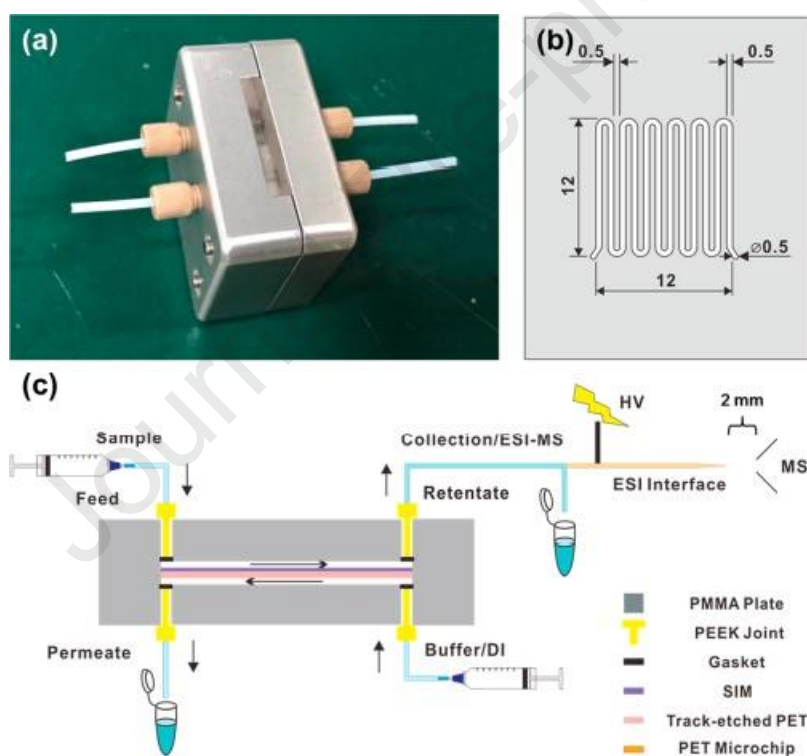 (a)
(b)
0.5
0.5
12
ø0.5
12
(c)
HV
2 mm
Sample
Collection/ESI-MS
MS
Feed
Retentate
ESI Interface
PMMA Plate
Permeate
Buffer/DI
PEEK Joint
Gasket
SIM
Track-etched PET
PET Microchip